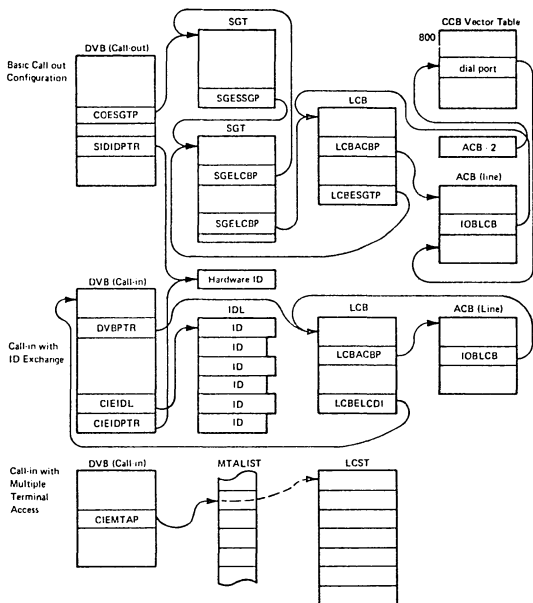 SGT
CCB Vector Table
DVB (Call-out)
800
Basic Call out
Configuration
dial port
SGESSGP
COESGTP
LCB
SGT
ACB - 2
SIDIDPTR
LCBACBP
ACB (line)
SGELCBP
LCBESGTP
SGELCBP
IOBLCB
Hardware ID
DVB (Call-in)
IDL
LCB
ACB (Line)
DVBPTR
ID
Call-in with
ID Exchange
ID
LCBACBP
IOBLCB
ID
ID
CIEIDL
ID
LCBELCDI
CIEIDPTR
ID
Call-in with
Multiple
Terminal
Access
DVB (Call-in)
MTALIST
LCST
CIEMTAP